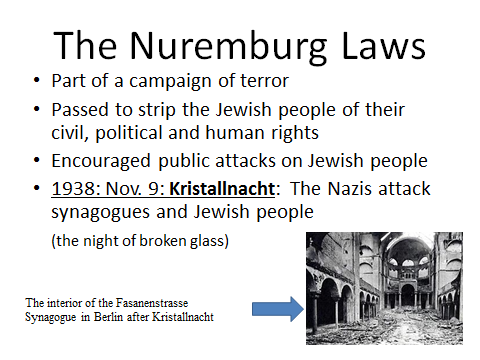 The Nuremburg Laws
• Part of a campaign of terror
• Passed to strip the Jewish people of their
civil, political and human rights
• Encouraged public attacks on Jewish people
• 1938: Nov. 9: Kristallnacht: The Nazis attack
synagogues and Jewish people
(the night of broken glass)
The interior of the Fasanenstrasse
Synagogue in Berlin after Kristallnacht